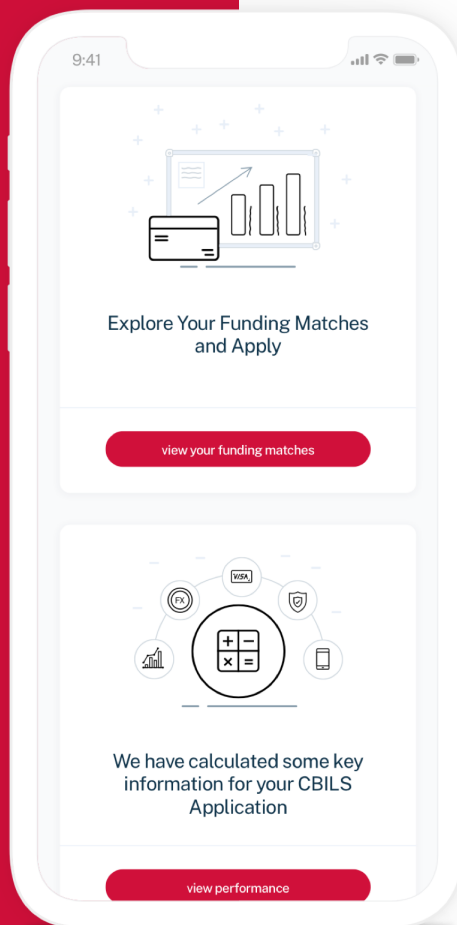 9:41
Explore Your Funding Matches
and Apply
view your funding matches
VISA
FX
We have calculated some key
information for your CBILS
Application
view performance